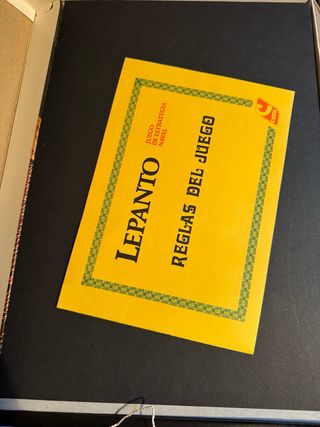 LEPANTO
JUEGO
DE ESTRATEGIA
NAVAL
REGLAS DEL JUEGO